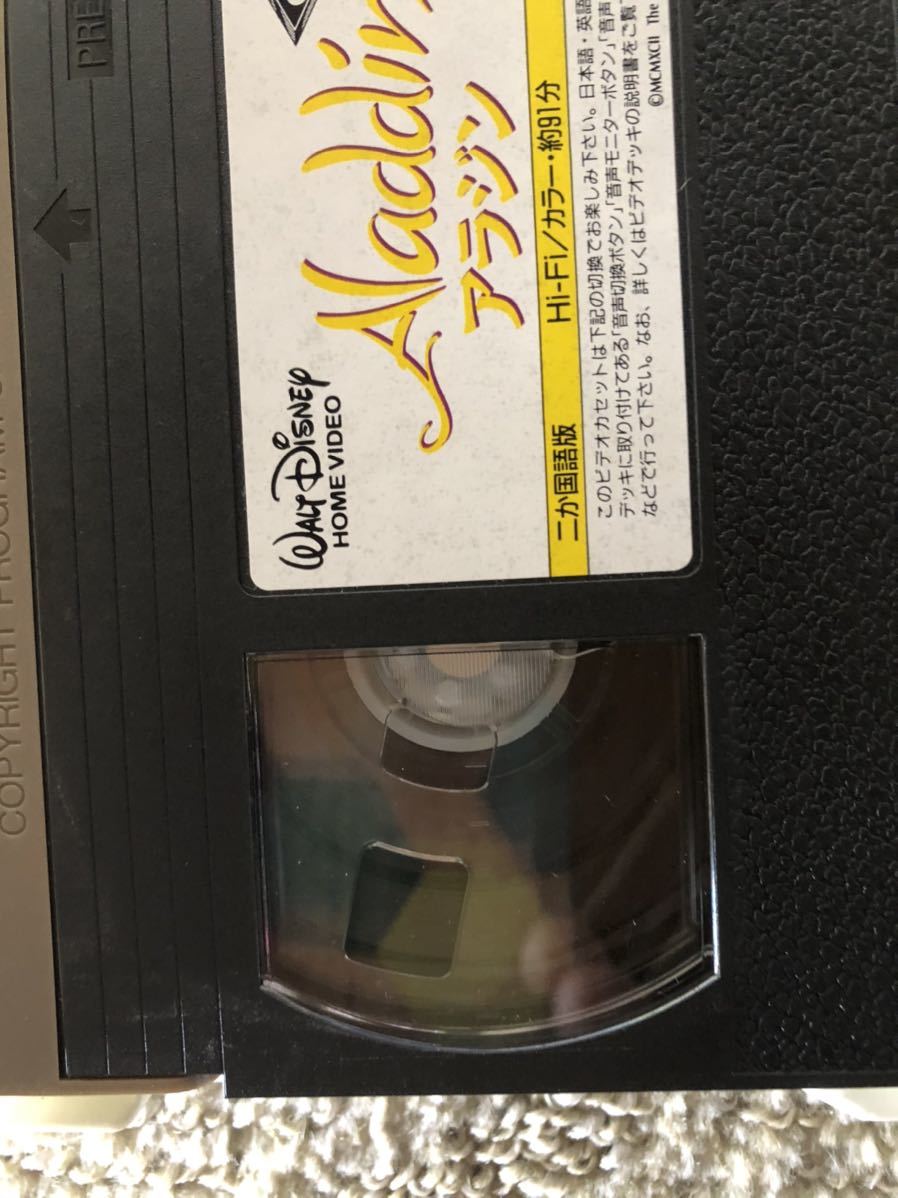 WALT DISNEY
HOME VIDEO
Aladdin
アラジン
二か国語版 Hi-Fi/カラー・約91分
このビデオカセットは下記の切換でお楽しみ下さい。日本語・英語
デッキに取り付けてある「音声切換ボタン」「音声モニターボタン」「音声
などで行って下さい。なお、詳しくはビデオデッキの説明書をご覧
©MCMXCII The
PRE
COPYRIGHT PROGRAM